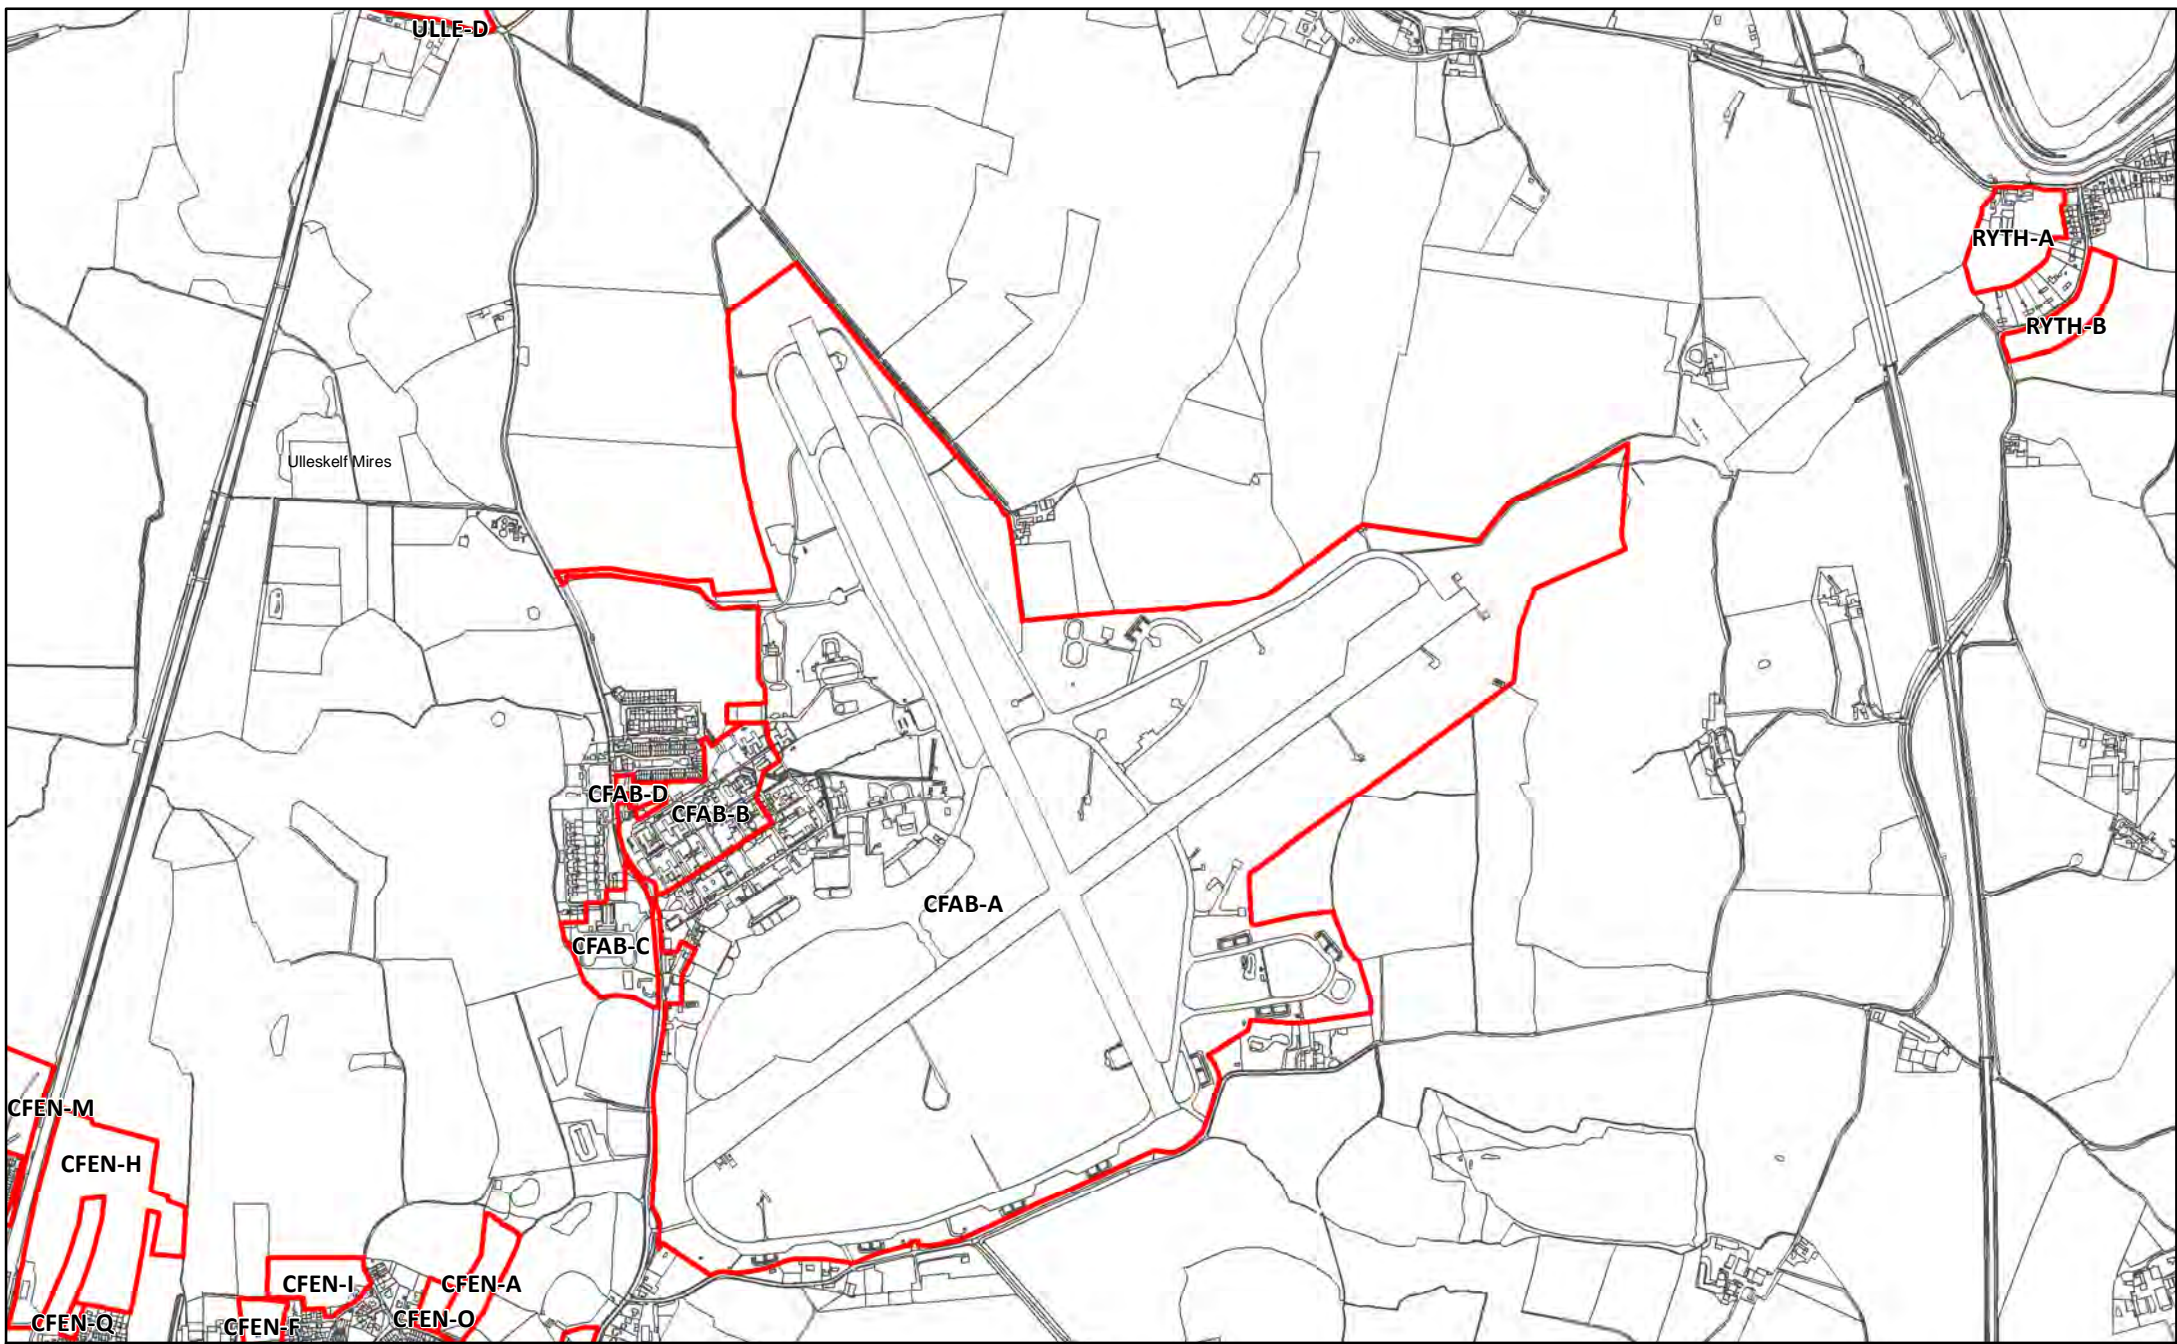 ULLE-D
RYTH-A
RYTH-B
Ulleskelf Mires
CFAB-D
CFAB-B
CFAB-A
CFAB-C
CFEN-M
CFEN-H
CFEN-I
CFEN-A
CFEN-O
CFEN-Q
CFEN-F